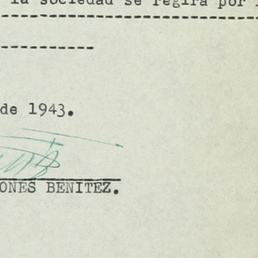 la sociedad se regirá por
de 1943.
ONES BENITEZ.